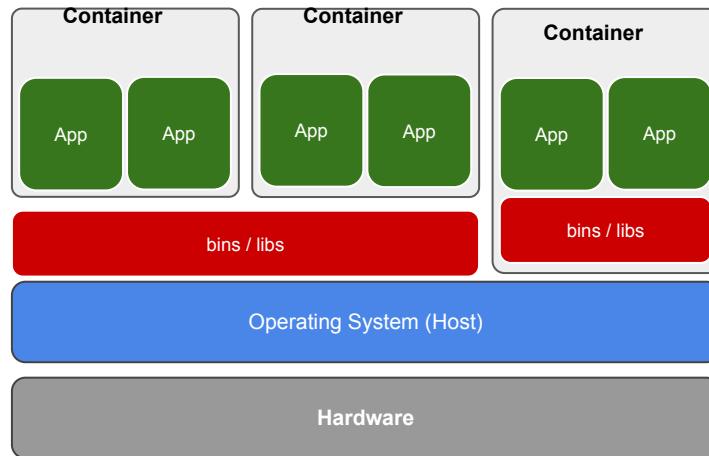 Container
Container
Container
App
App
App
App
App
App
bins / libs
bins / libs
Operating System (Host)
Hardware